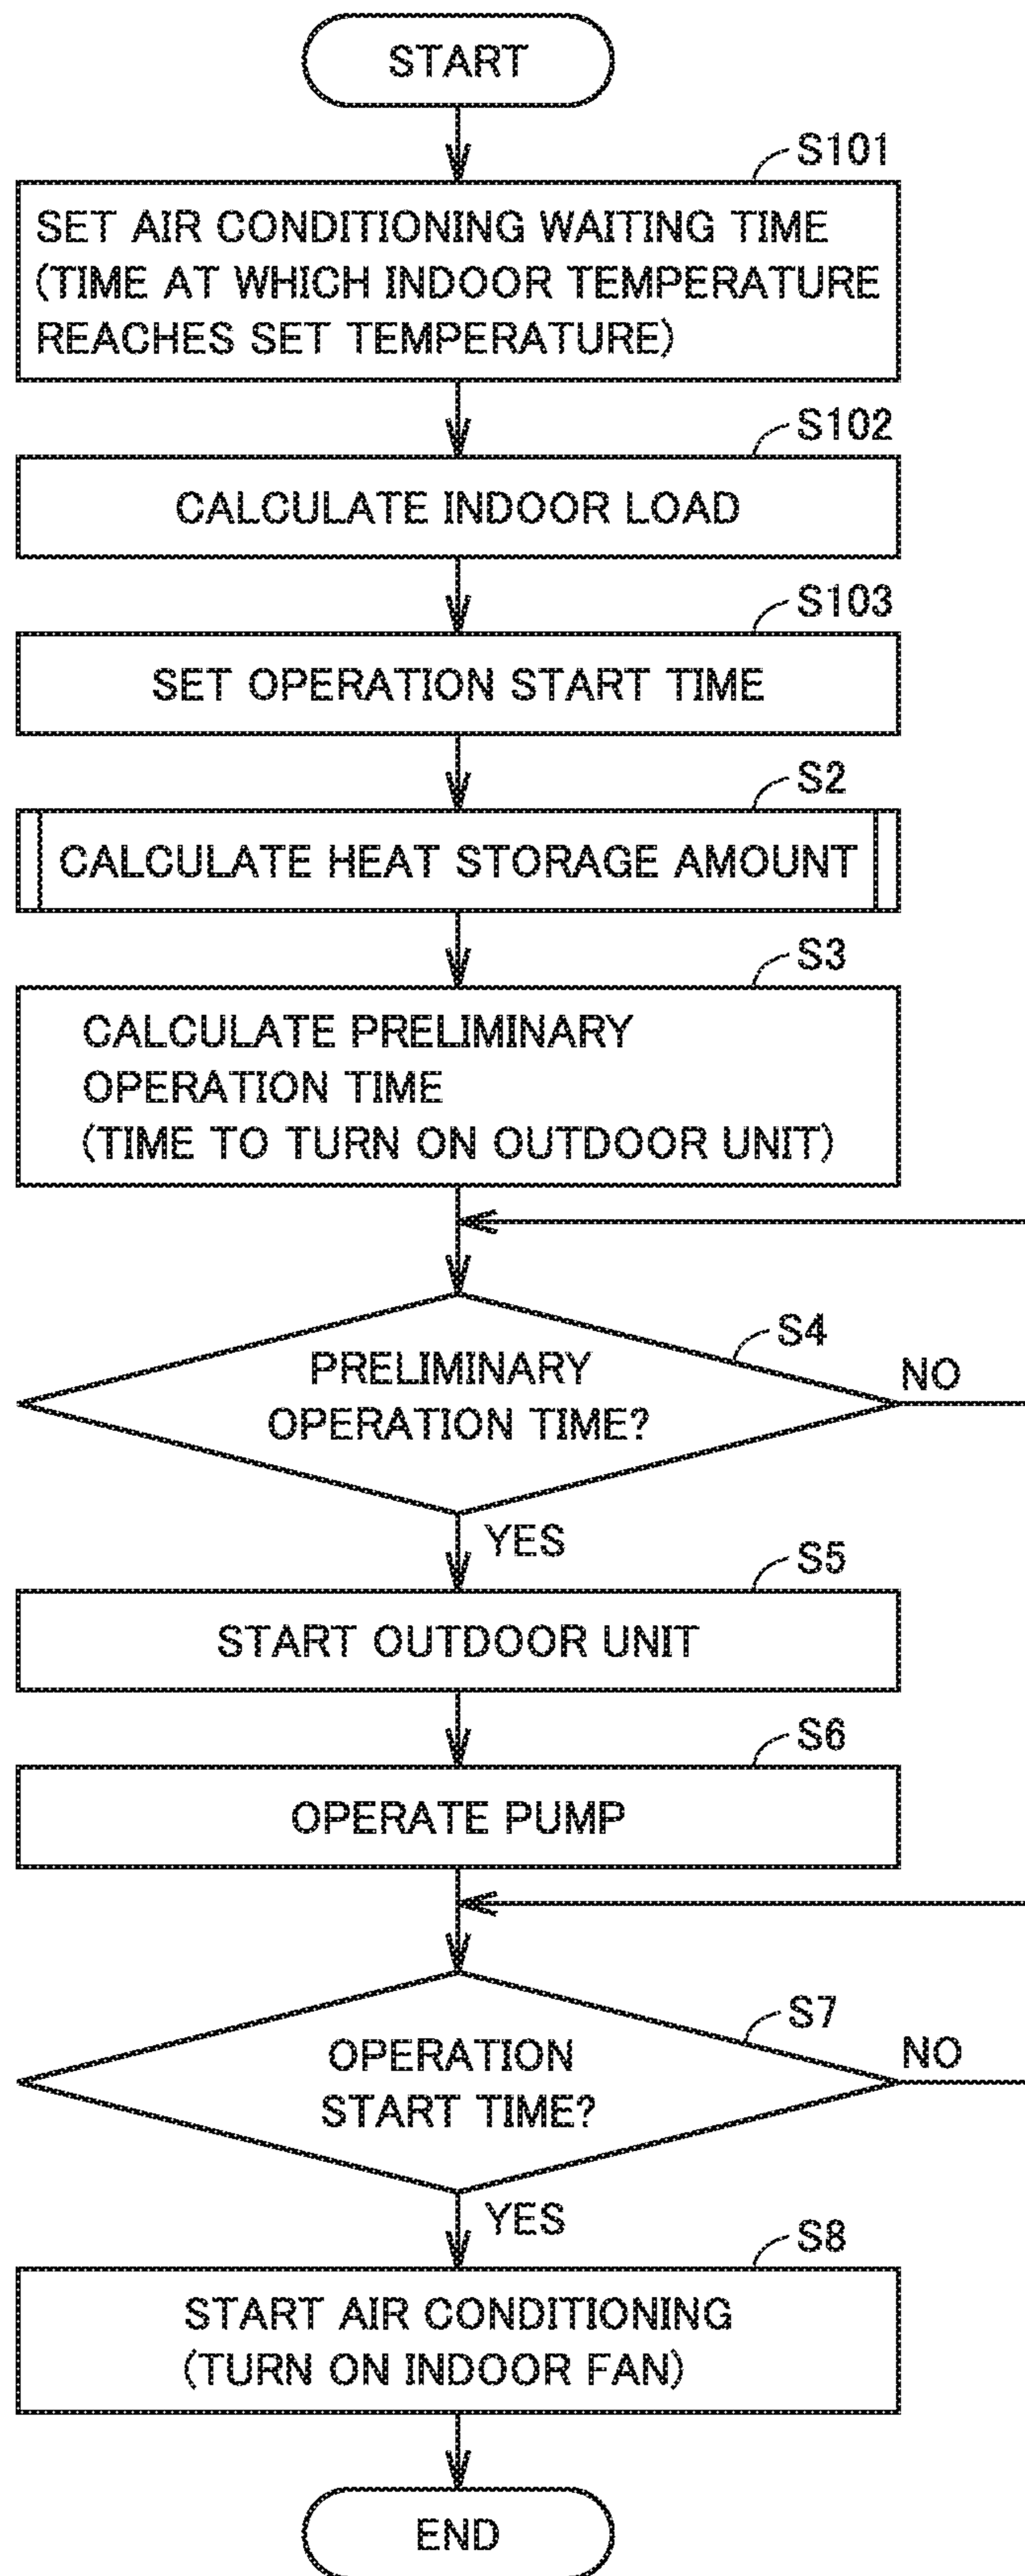 START
S101
SET AIR CONDITIONING WAITING TIME
(TIME AT WHICH INDOOR TEMPERATURE
REACHES SET TEMPERATURE)
S102
CALCULATE INDOOR LOAD
S103
SET OPERATION START TIME
S2
CALCULATE HEAT STORAGE AMOUNT
S3
CALCULATE PRELIMINARY
OPERATION TIME
(TIME TO TURN ON OUTDOOR UNIT)
S4
PRELIMINARY
OPERATION TIME?
NO
YES
S5
START OUTDOOR UNIT
S6
OPERATE PUMP
S7
OPERATION
START TIME?
NO
YES
S8
START AIR CONDITIONING
(TURN ON INDOOR FAN)
END